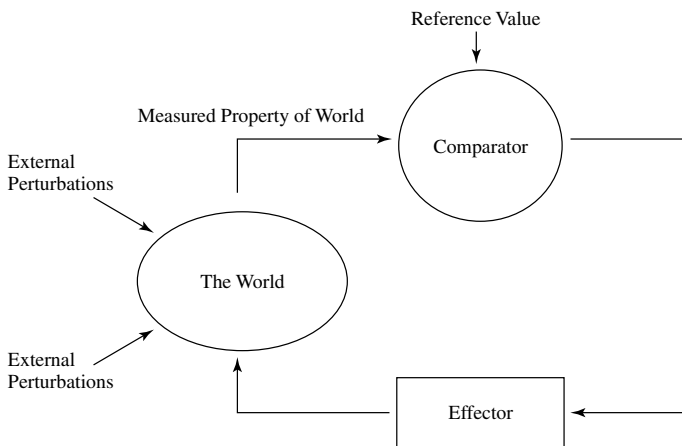 Reference Value
Measured Property of World
Comparator
External
Perturbations
The World
External
Perturbations
Effector